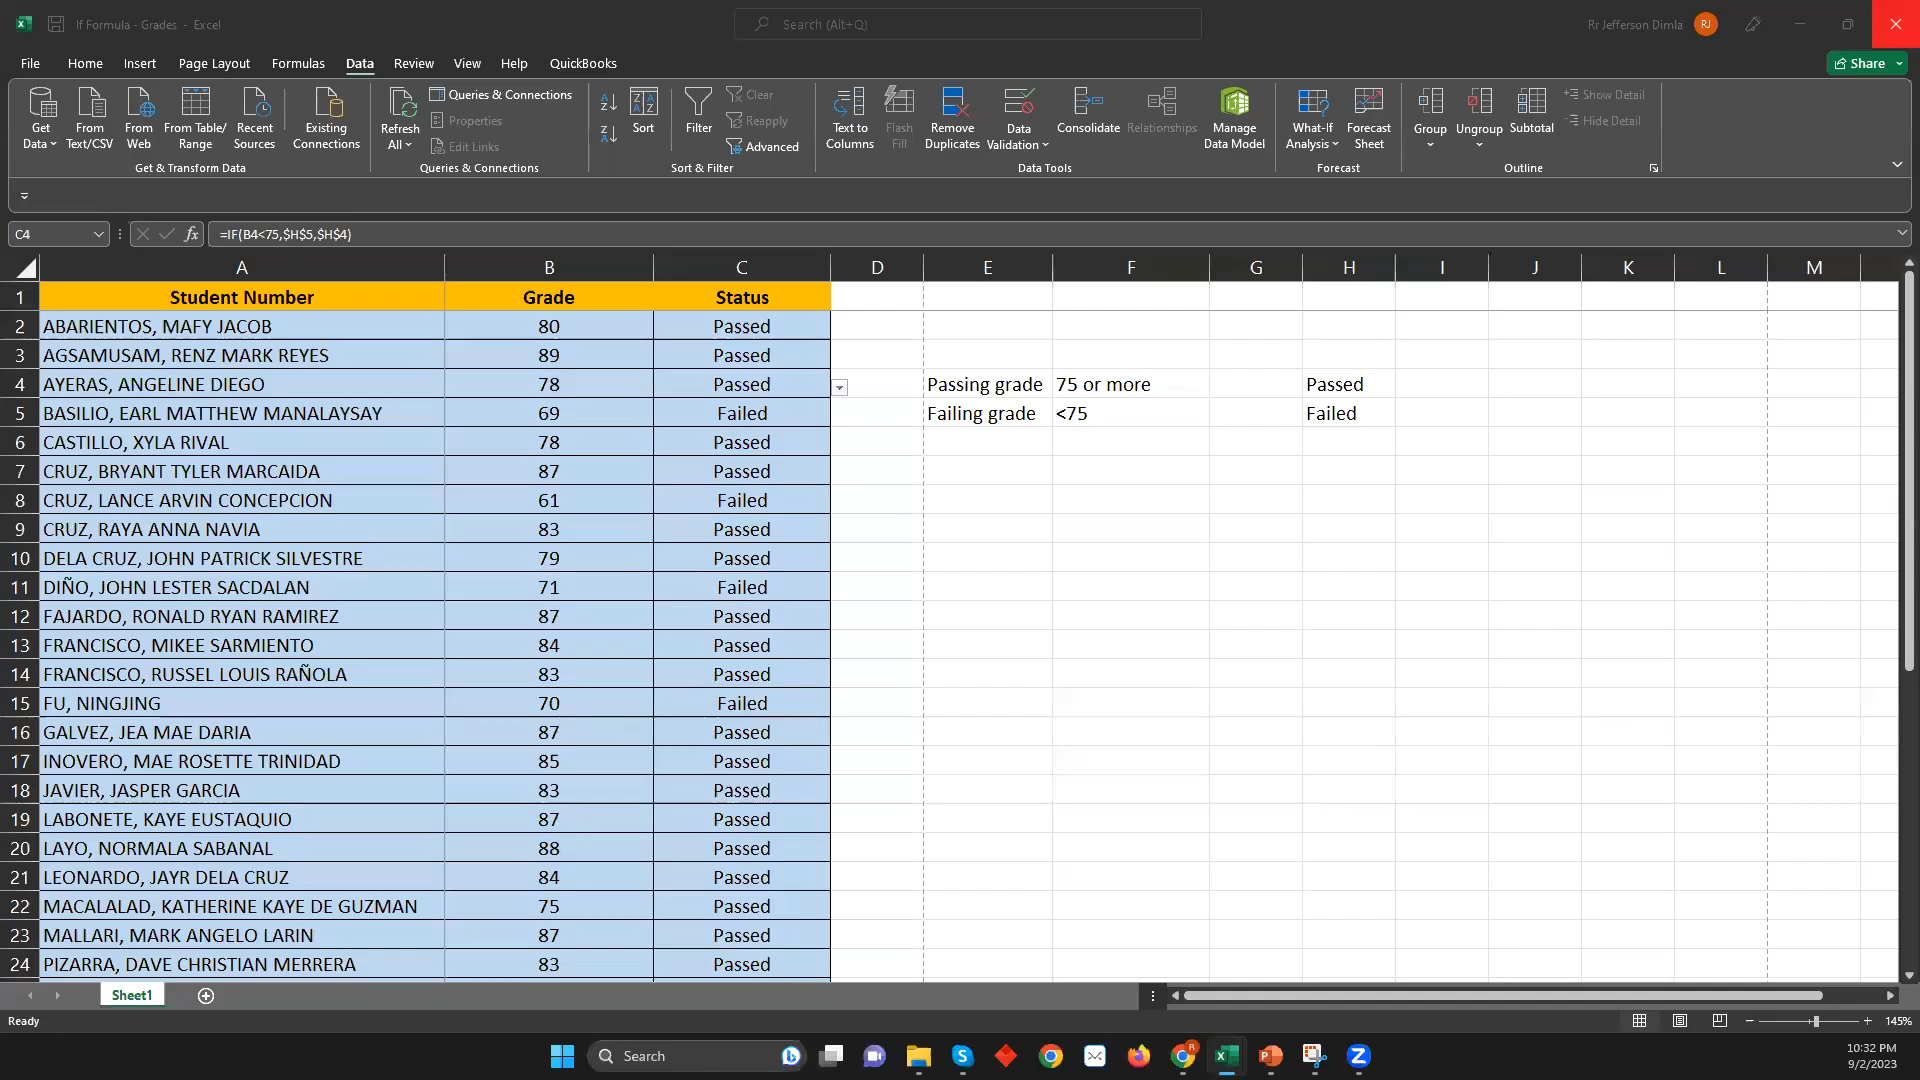 If Formula - Grades - Excel
Search (Alt+Q)
Rr Jefferson Dimla RJ
File Home Insert Page Layout Formulas Data Review View Help QuickBooks
Share
Get Data
From Text/CSV
From Web
From Table/ Range
Recent Sources
Existing Connections
Get & Transform Data
Refresh All
Queries & Connections
Properties
Edit Links
Queries & Connections
Sort
Filter
Clear
Reapply
Advanced
Sort & Filter
Text to Columns
Flash Fill
Remove Duplicates
Data Validation
Consolidate
Relationships
Manage Data Model
Data Tools
What-If Analysis
Forecast Sheet
Forecast
Group
Ungroup
Subtotal
Show Detail
Hide Detail
Outline
C4 fx =IF(B4<75,$H$5,$H$4)
A B C D E F G H I J K L M
1 Student Number Grade Status
2 ABARIENTOS, MAFY JACOB 80 Passed
3 AGSAMUSAM, RENZ MARK REYES 89 Passed
4 AYERAS, ANGELINE DIEGO 78 Passed Passing grade 75 or more Passed
5 BASILIO, EARL MATTHEW MANALAYSAY 69 Failed Failing grade <75 Failed
6 CASTILLO, XYLA RIVAL 78 Passed
7 CRUZ, BRYANT TYLER MARCAIDA 87 Passed
8 CRUZ, LANCE ARVIN CONCEPCION 61 Failed
9 CRUZ, RAYA ANNA NAVIA 83 Passed
10 DELA CRUZ, JOHN PATRICK SILVESTRE 79 Passed
11 DIÑO, JOHN LESTER SACDALAN 71 Failed
12 FAJARDO, RONALD RYAN RAMIREZ 87 Passed
13 FRANCISCO, MIKEE SARMIENTO 84 Passed
14 FRANCISCO, RUSSEL LOUIS RAÑOLA 83 Passed
15 FU, NINGJING 70 Failed
16 GALVEZ, JEA MAE DARIA 87 Passed
17 INOVERO, MAE ROSETTE TRINIDAD 85 Passed
18 JAVIER, JASPER GARCIA 83 Passed
19 LABONETE, KAYE EUSTAQUIO 87 Passed
20 LAYO, NORMALA SABANAL 88 Passed
21 LEONARDO, JAYR DELA CRUZ 84 Passed
22 MACALALAD, KATHERINE KAYE DE GUZMAN 75 Passed
23 MALLARI, MARK ANGELO LARIN 87 Passed
24 PIZARRA, DAVE CHRISTIAN MERRERA 83 Passed
Sheet1
Ready
145%
Search
10:32 PM
9/2/2023